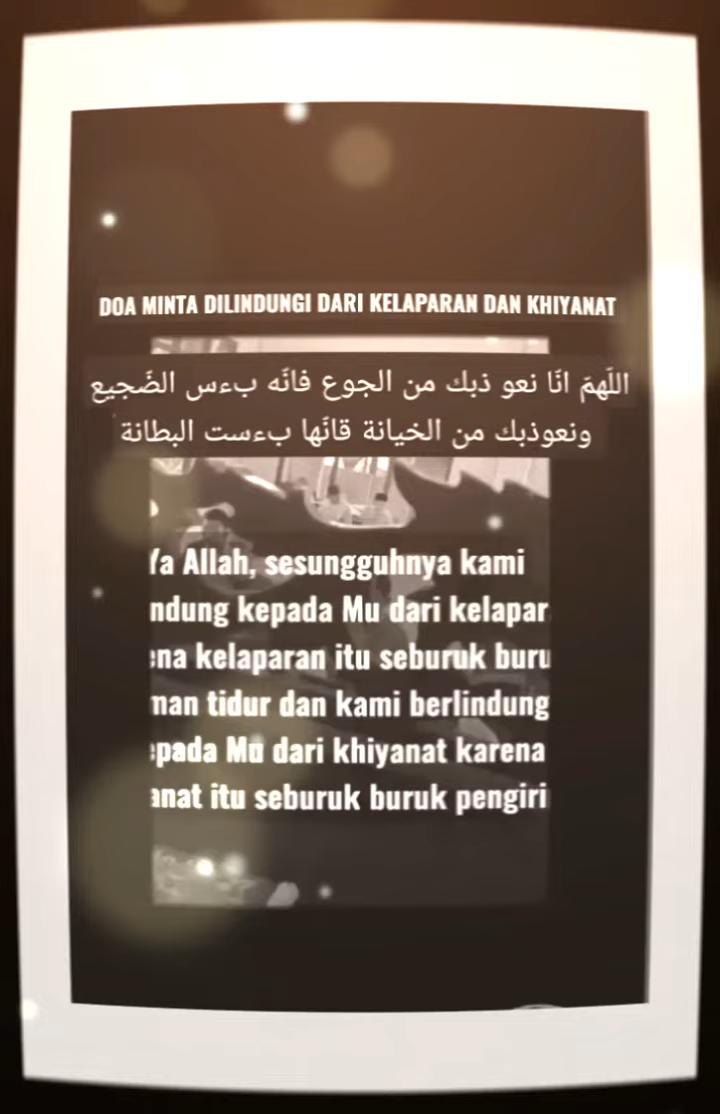 DOA MINTA DILINDUNGI DARI KELAPARAN DAN KHIYANAT
اللَهمَ انَا نعو ذبك من الجوع فانَه بءس الضَجيع
ونعوذبك من الخيانة قانَها بءست البطانة
Ya Allah, sesungguhnya kami
ndung kepada Mu dari kelapar
ena kelaparan itu seburuk buru
man tidur dan kami berlindung
epada Mu dari khiyanat karena
anat itu seburuk buruk pengiri